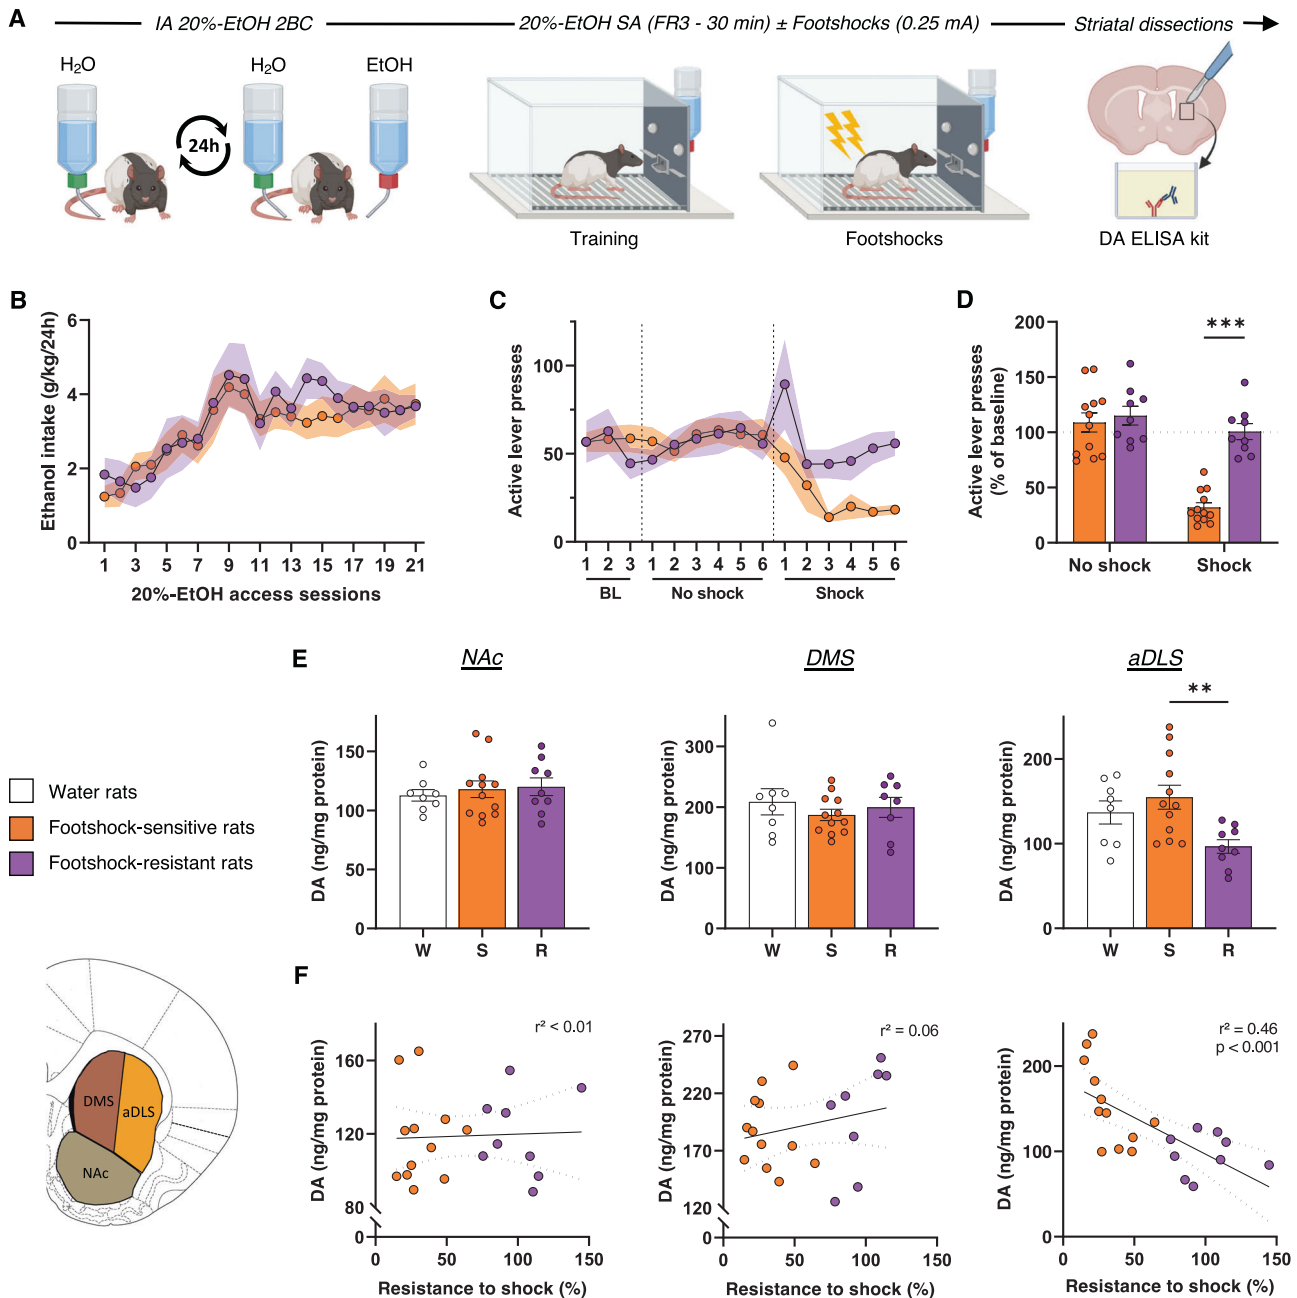 A
IA 20%-EtOH 2BC
20%-EtOH SA (FR3 - 30 min) ± Footshocks (0.25 mA)
Striatal dissections
H₂O
H₂O
EtOH
24h
Training
Footshocks
DA ELISA kit
B
Ethanol intake (g/kg/24h)
6
4
2
0
1 3 5 7 9 11 13 15 17 19 21
20%-EtOH access sessions
C
Active lever presses
100
50
0
1 2 3 1 2 3 4 5 6 1 2 3 4 5 6
BL No shock Shock
D
Active lever presses
(% of baseline)
200
150
100
50
0
***
No shock Shock
E
NAc
DMS
aDLS
DA (ng/mg protein)
150
100
50
0
W S R
DA (ng/mg protein)
300
200
100
0
W S R
DA (ng/mg protein)
200
100
0
**
W S R
Water rats
Footshock-sensitive rats
Footshock-resistant rats
DMS
aDLS
NAc
F
DA (ng/mg protein)
160
120
80
0
r² < 0.01
0 50 100 150
Resistance to shock (%)
DA (ng/mg protein)
270
220
170
120
0
r² = 0.06
0 50 100 150
Resistance to shock (%)
DA (ng/mg protein)
200
100
0
r² = 0.46
p < 0.001
0 50 100 150
Resistance to shock (%)